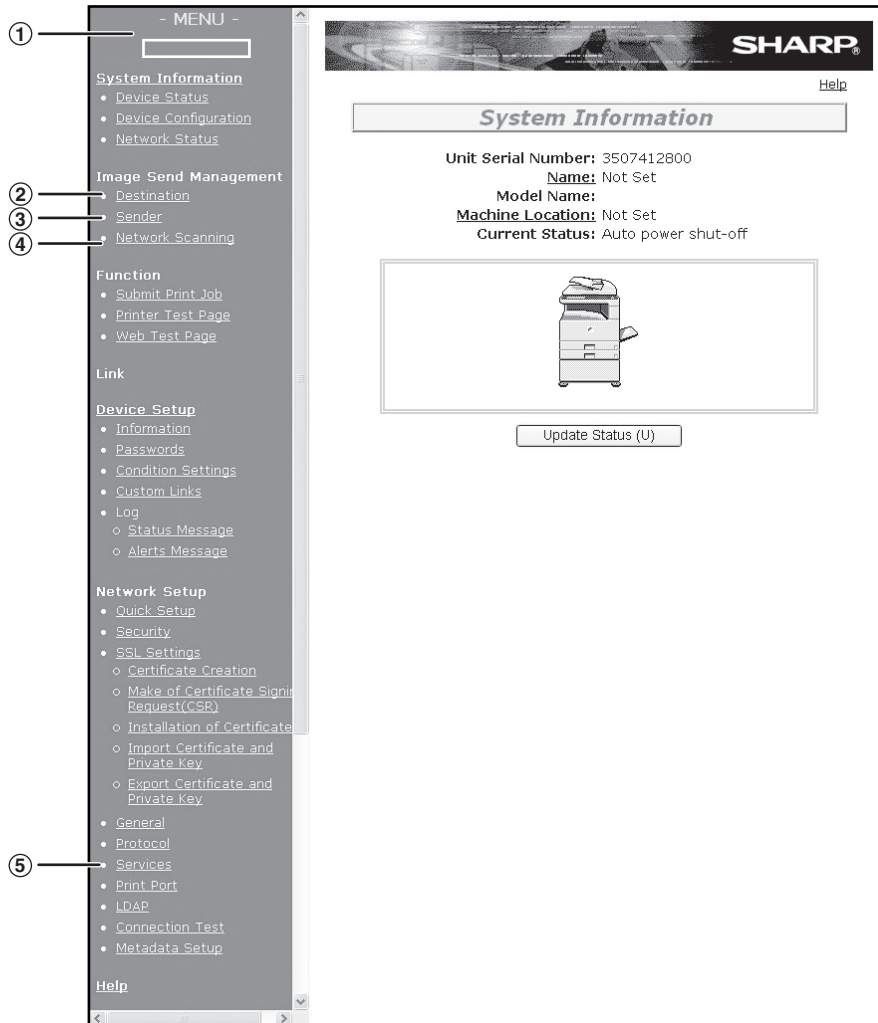 ①
- MENU -
System Information
Device Status
Device Configuration
Network Status
Image Send Management
② Destination
③ Sender
④ Network Scanning
Function
Submit Print Job
Printer Test Page
Web Test Page
Link
Device Setup
Information
Passwords
Condition Settings
Custom Links
Log
Status Message
Alerts Message
Network Setup
Quick Setup
Security
SSL Settings
Certificate Creation
Make of Certificate Signin
Request(CSR)
Installation of Certificate
Import Certificate and
Private Key
Export Certificate and
Private Key
General
Protocol
⑤ Services
Print Port
LDAP
Connection Test
Metadata Setup
Help
SHARP®
Help
System Information
Unit Serial Number: 3507412800
Name: Not Set
Model Name:
Machine Location: Not Set
Current Status: Auto power shut-off
Update Status (U)